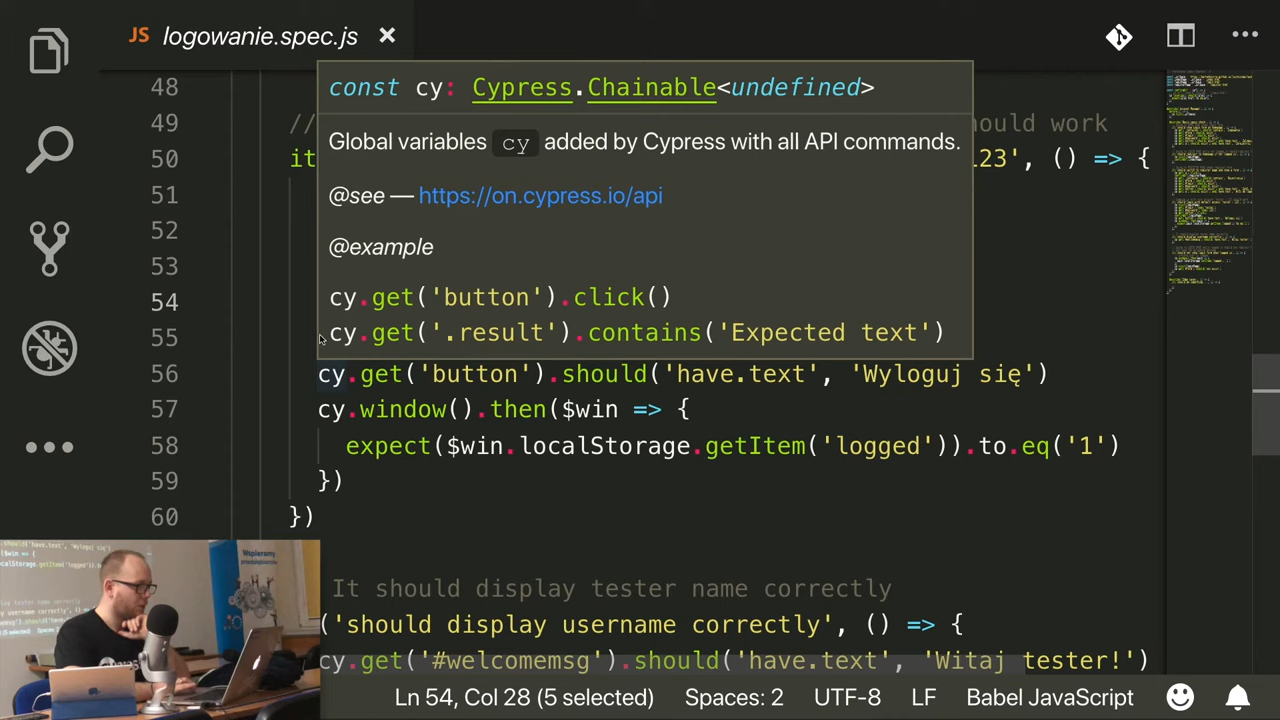 JS logowanie.spec.js
const cy: Cypress.Chainable<undefined>
Global variables cy added by Cypress with all API commands.
@see — https://on.cypress.io/api
@example
cy.get('button').click()
cy.get('.result').contains('Expected text')
48
49 // hould work
50 it 23', () => {
51
52
53
54
55
56 cy.get('button').should('have.text', 'Wyloguj się')
57 cy.window().then($win => {
58 expect($win.localStorage.getItem('logged')).to.eq('1')
59 })
60 })
It should display tester name correctly
('should display username correctly', () => {
cy.get('#welcomemsg').should('have.text', 'Witaj tester!')
Wspieramy
Ln 54, Col 28 (5 selected) Spaces: 2 UTF-8 LF Babel JavaScript